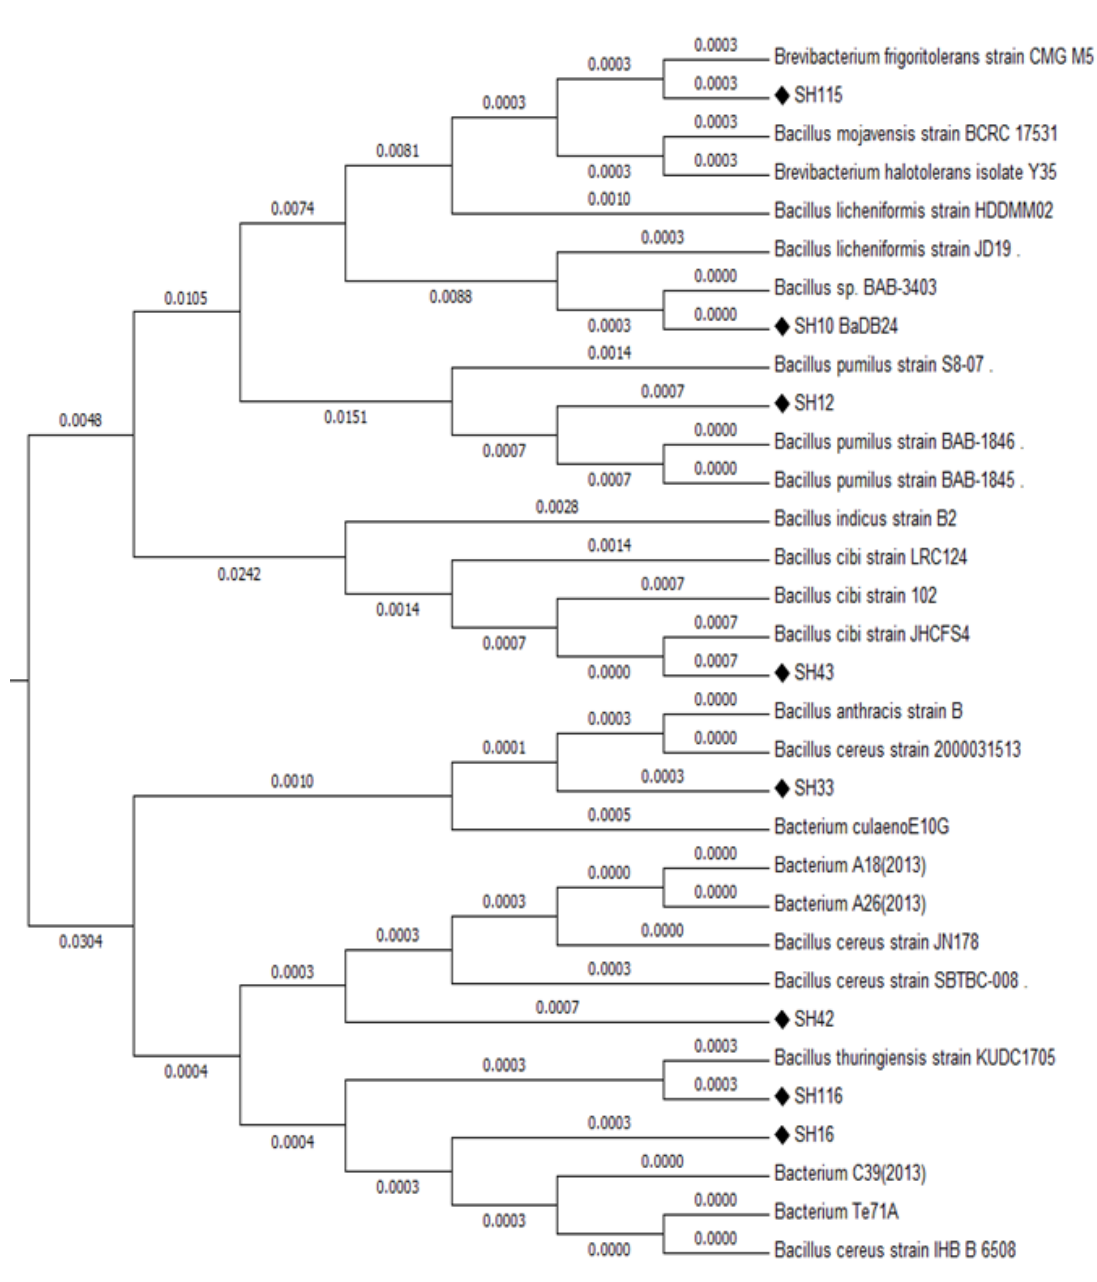 0.0003
Brevibacterium frigoritolerans strain CMG M5
0.0003
0.0003
◆ SH115
0.0003
0.0003
Bacillus mojavensis strain BCRC 17531
0.0081
0.0003
0.0003
Brevibacterium halotolerans isolate Y35
0.0010
Bacillus licheniformis strain HDDMM02
0.0074
0.0003
Bacillus licheniformis strain JD19 .
0.0000
Bacillus sp. BAB-3403
0.0105
0.0088
0.0000
0.0003
◆ SH10 BaDB24
0.0014
Bacillus pumilus strain S8-07 .
0.0007
◆ SH12
0.0048
0.0151
0.0000
Bacillus pumilus strain BAB-1846 .
0.0007
0.0000
0.0007
Bacillus pumilus strain BAB-1845 .
0.0028
Bacillus indicus strain B2
0.0014
Bacillus cibi strain LRC124
0.0242
0.0007
Bacillus cibi strain 102
0.0014
0.0007
Bacillus cibi strain JHCFS4
0.0007
0.0007
0.0000
◆ SH43
0.0000
Bacillus anthracis strain B
0.0003
0.0000
Bacillus cereus strain 2000031513
0.0001
0.0003
◆ SH33
0.0010
0.0005
Bacterium culaenoE10G
0.0000
Bacterium A18(2013)
0.0000
0.0000
Bacterium A26(2013)
0.0003
0.0000
Bacillus cereus strain JN178
0.0304
0.0003
0.0003
Bacillus cereus strain SBTBC-008 .
0.0003
0.0007
◆ SH42
0.0003
Bacillus thuringiensis strain KUDC1705
0.0003
0.0004
0.0003
◆ SH116
0.0003
◆ SH16
0.0004
0.0000
Bacterium C39(2013)
0.0003
0.0000
Bacterium Te71A
0.0003
0.0000
0.0000
Bacillus cereus strain IHB B 6508